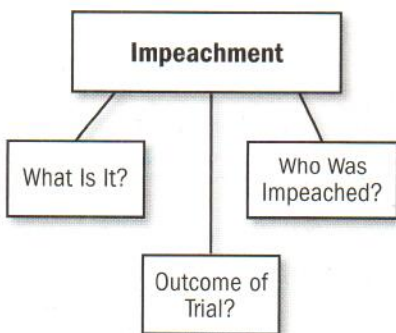 Impeachment
What Is It?
Who Was
Impeached?
Outcome of
Trial?